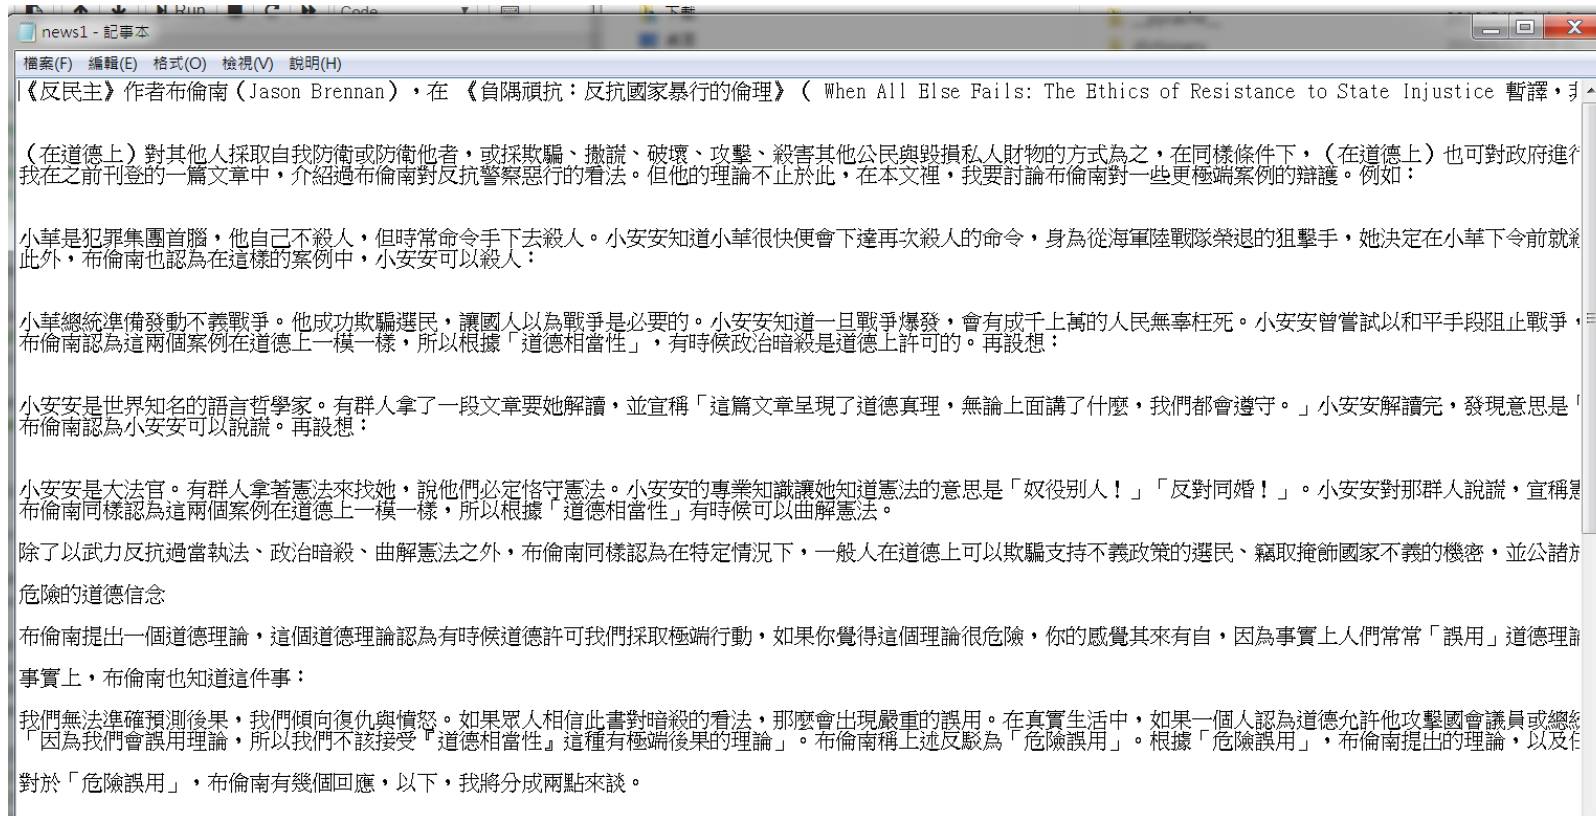 Run
Code
下載
__pycache__
news1 - 記事本
檔案(F) 編輯(E) 格式(O) 檢視(V) 說明(H)
《反民主》作者布倫南（Jason Brennan），在 《負隅頑抗：反抗國家暴行的倫理》（ When All Else Fails: The Ethics of Resistance to State Injustice 暫譯，
（在道德上）對其他人採取自我防衛或防衛他者，或採欺騙、撒謊、破壞、攻擊、殺害其他公民與毀損私人財物的方式為之，在同樣條件下，（在道德上）也可對政府進行
我在之前刊登的一篇文章中，介紹過布倫南對反抗警察惡行的看法。但他的理論不止於此，在本文裡，我要討論布倫南對一些更極端案例的辯護。例如：
小華是犯罪集團首腦，他自己不殺人，但時常命令手下去殺人。小安安知道小華很快便會下達再次殺人的命令，身為從海軍陸戰隊榮退的狙擊手，她決定在小華下令前就
此外，布倫南也認為在這樣的案例中，小安安可以殺人：
小華總統準備發動不義戰爭。他成功欺騙選民，讓國人以為戰爭是必要的。小安安知道一旦戰爭爆發，會有成千上萬的人民無辜枉死。小安安曾嘗試以和平手段阻止戰爭，
布倫南認為這兩個案例在道德上一模一樣，所以根據「道德相當性」，有時候政治暗殺是道德上許可的。再設想：
小安安是世界知名的語言哲學家。有群人拿了一段文章要她解讀，並宣稱「這篇文章呈現了道德真理，無論上面講了什麼，我們都會遵守。」小安安解讀完，發現意思是「
布倫南認為小安安可以說謊。再設想：
小安安是大法官。有群人拿著憲法來找她，說他們必定恪守憲法。小安安的專業知識讓她知道憲法的意思是「奴役別人！」「反對同婚！」。小安安對那群人說謊，宣稱憲
布倫南同樣認為這兩個案例在道德上一模一樣，所以根據「道德相當性」有時候可以曲解憲法。
除了以武力反抗過當執法、政治暗殺、曲解憲法之外，布倫南同樣認為在特定情況下，一般人在道德上可以欺騙支持不義政策的選民、竊取掩飾國家不義的機密，並公諸於
危險的道德信念
布倫南提出一個道德理論，這個道德理論認為有時候道德許可我們採取極端行動，如果你覺得這個理論很危險，你的感覺其來有自，因為事實上人們常常「誤用」道德理論
事實上，布倫南也知道這件事：
我們無法準確預測後果，我們傾向復仇與憤怒。如果眾人相信此書對暗殺的看法，那麼會出現嚴重的誤用。在真實生活中，如果一個人認為道德允許他攻擊國會議員或總統
「因為我們會誤用理論，所以我們不該接受『道德相當性』這種有極端後果的理論」。布倫南稱上述反駁為「危險誤用」。根據「危險誤用」，布倫南提出的理論，以及任
對於「危險誤用」，布倫南有幾個回應，以下，我將分成兩點來談。